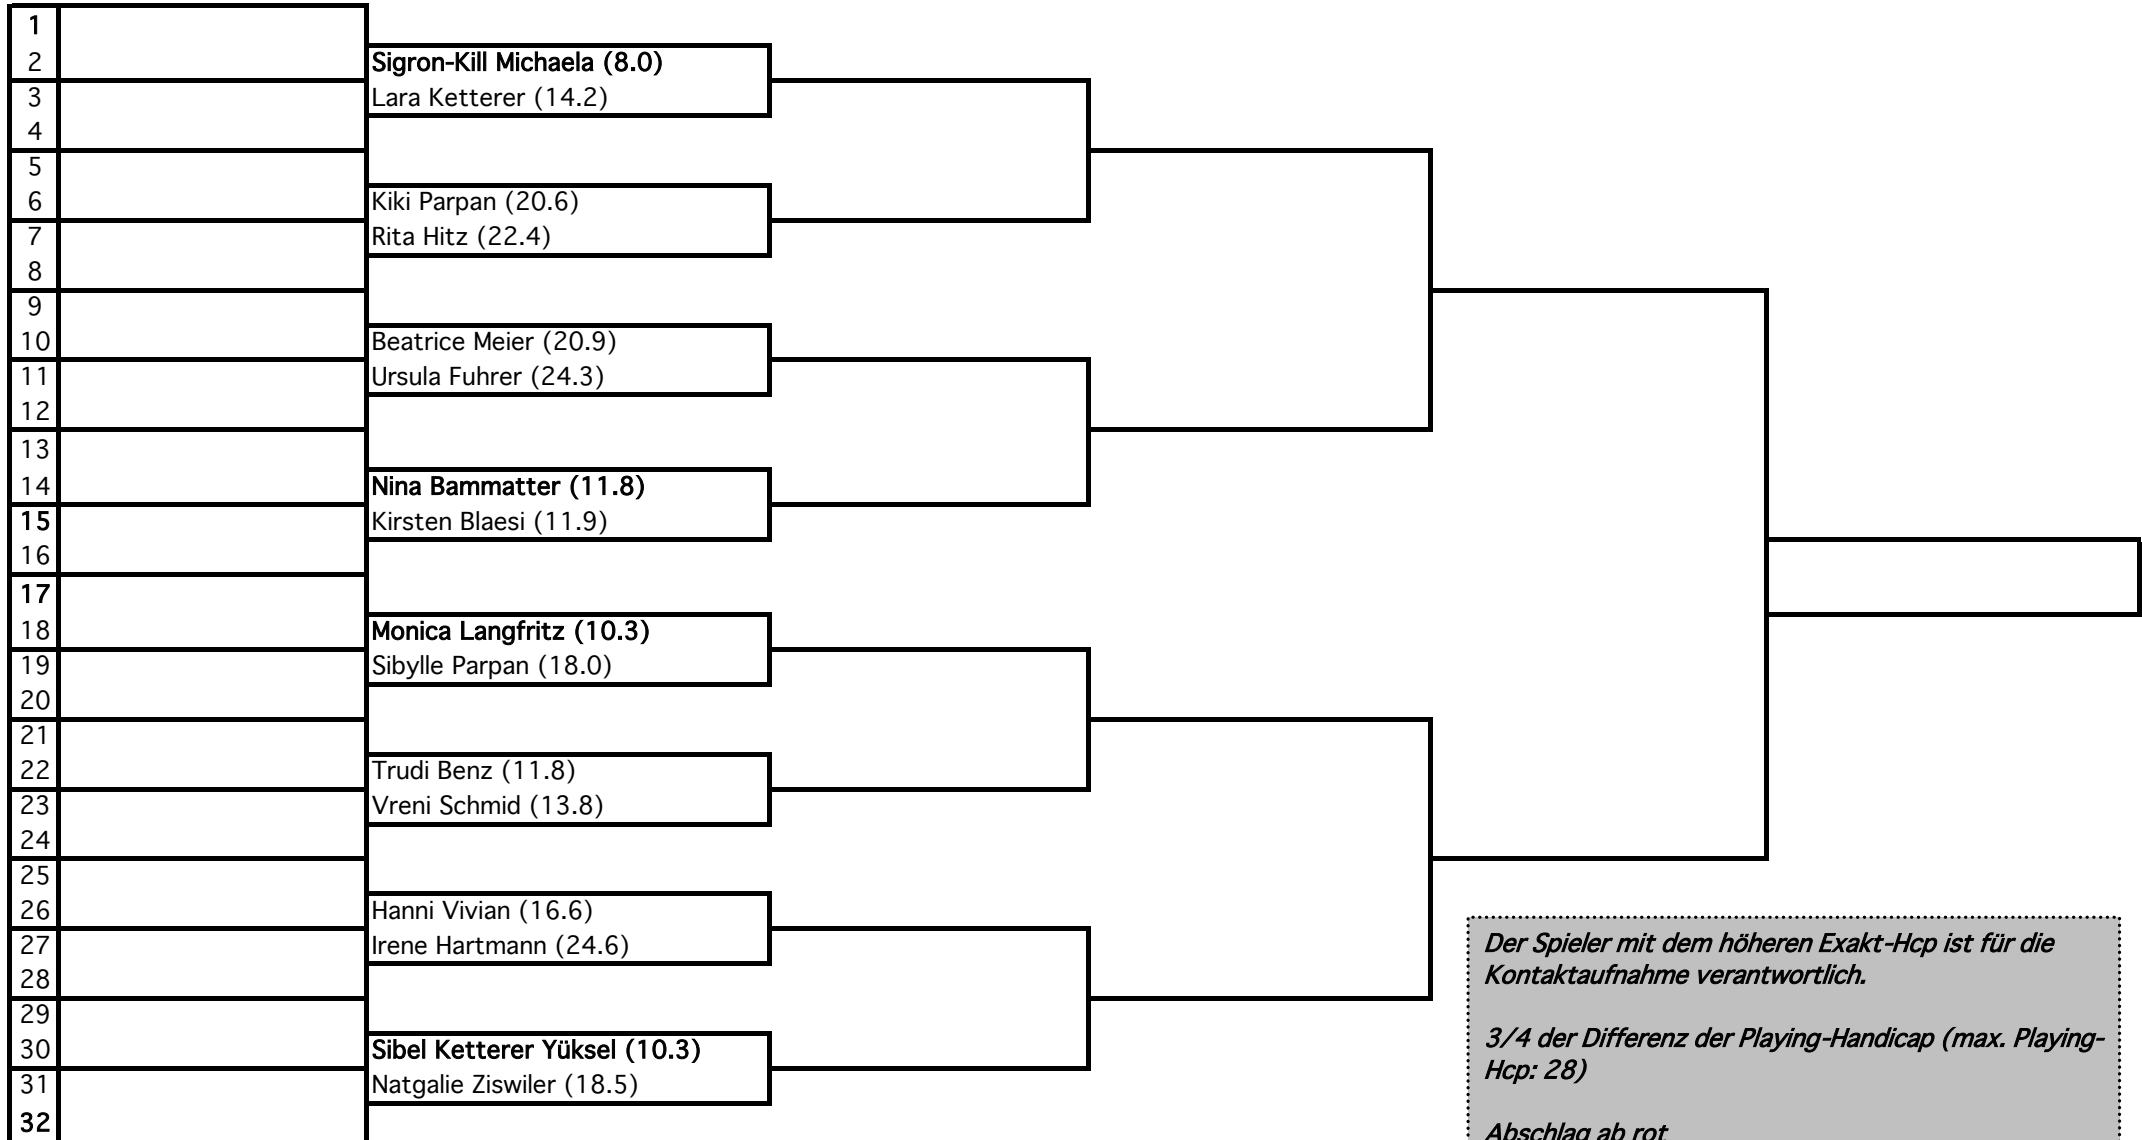 1
2
Sigron-Kill Michaela (8.0)
3
Lara Ketterer (14.2)
4
5
6
Kiki Parpan (20.6)
7
Rita Hitz (22.4)
8
9
10
Beatrice Meier (20.9)
11
Ursula Fuhrer (24.3)
12
13
14
Nina Bammatter (11.8)
15
Kirsten Blaesi (11.9)
16
17
18
Monica Langfritz (10.3)
19
Sibylle Parpan (18.0)
20
21
22
Trudi Benz (11.8)
23
Vreni Schmid (13.8)
24
25
26
Hanni Vivian (16.6)
27
Irene Hartmann (24.6)
28
29
30
Sibel Ketterer Yüksel (10.3)
31
Natgalie Ziswiler (18.5)
32
Der Spieler mit dem höheren Exakt-Hcp ist für die
Kontaktaufnahme verantwortlich.
3/4 der Differenz der Playing-Handicap (max. Playing-
Hcp: 28)
Abschlag ab rot